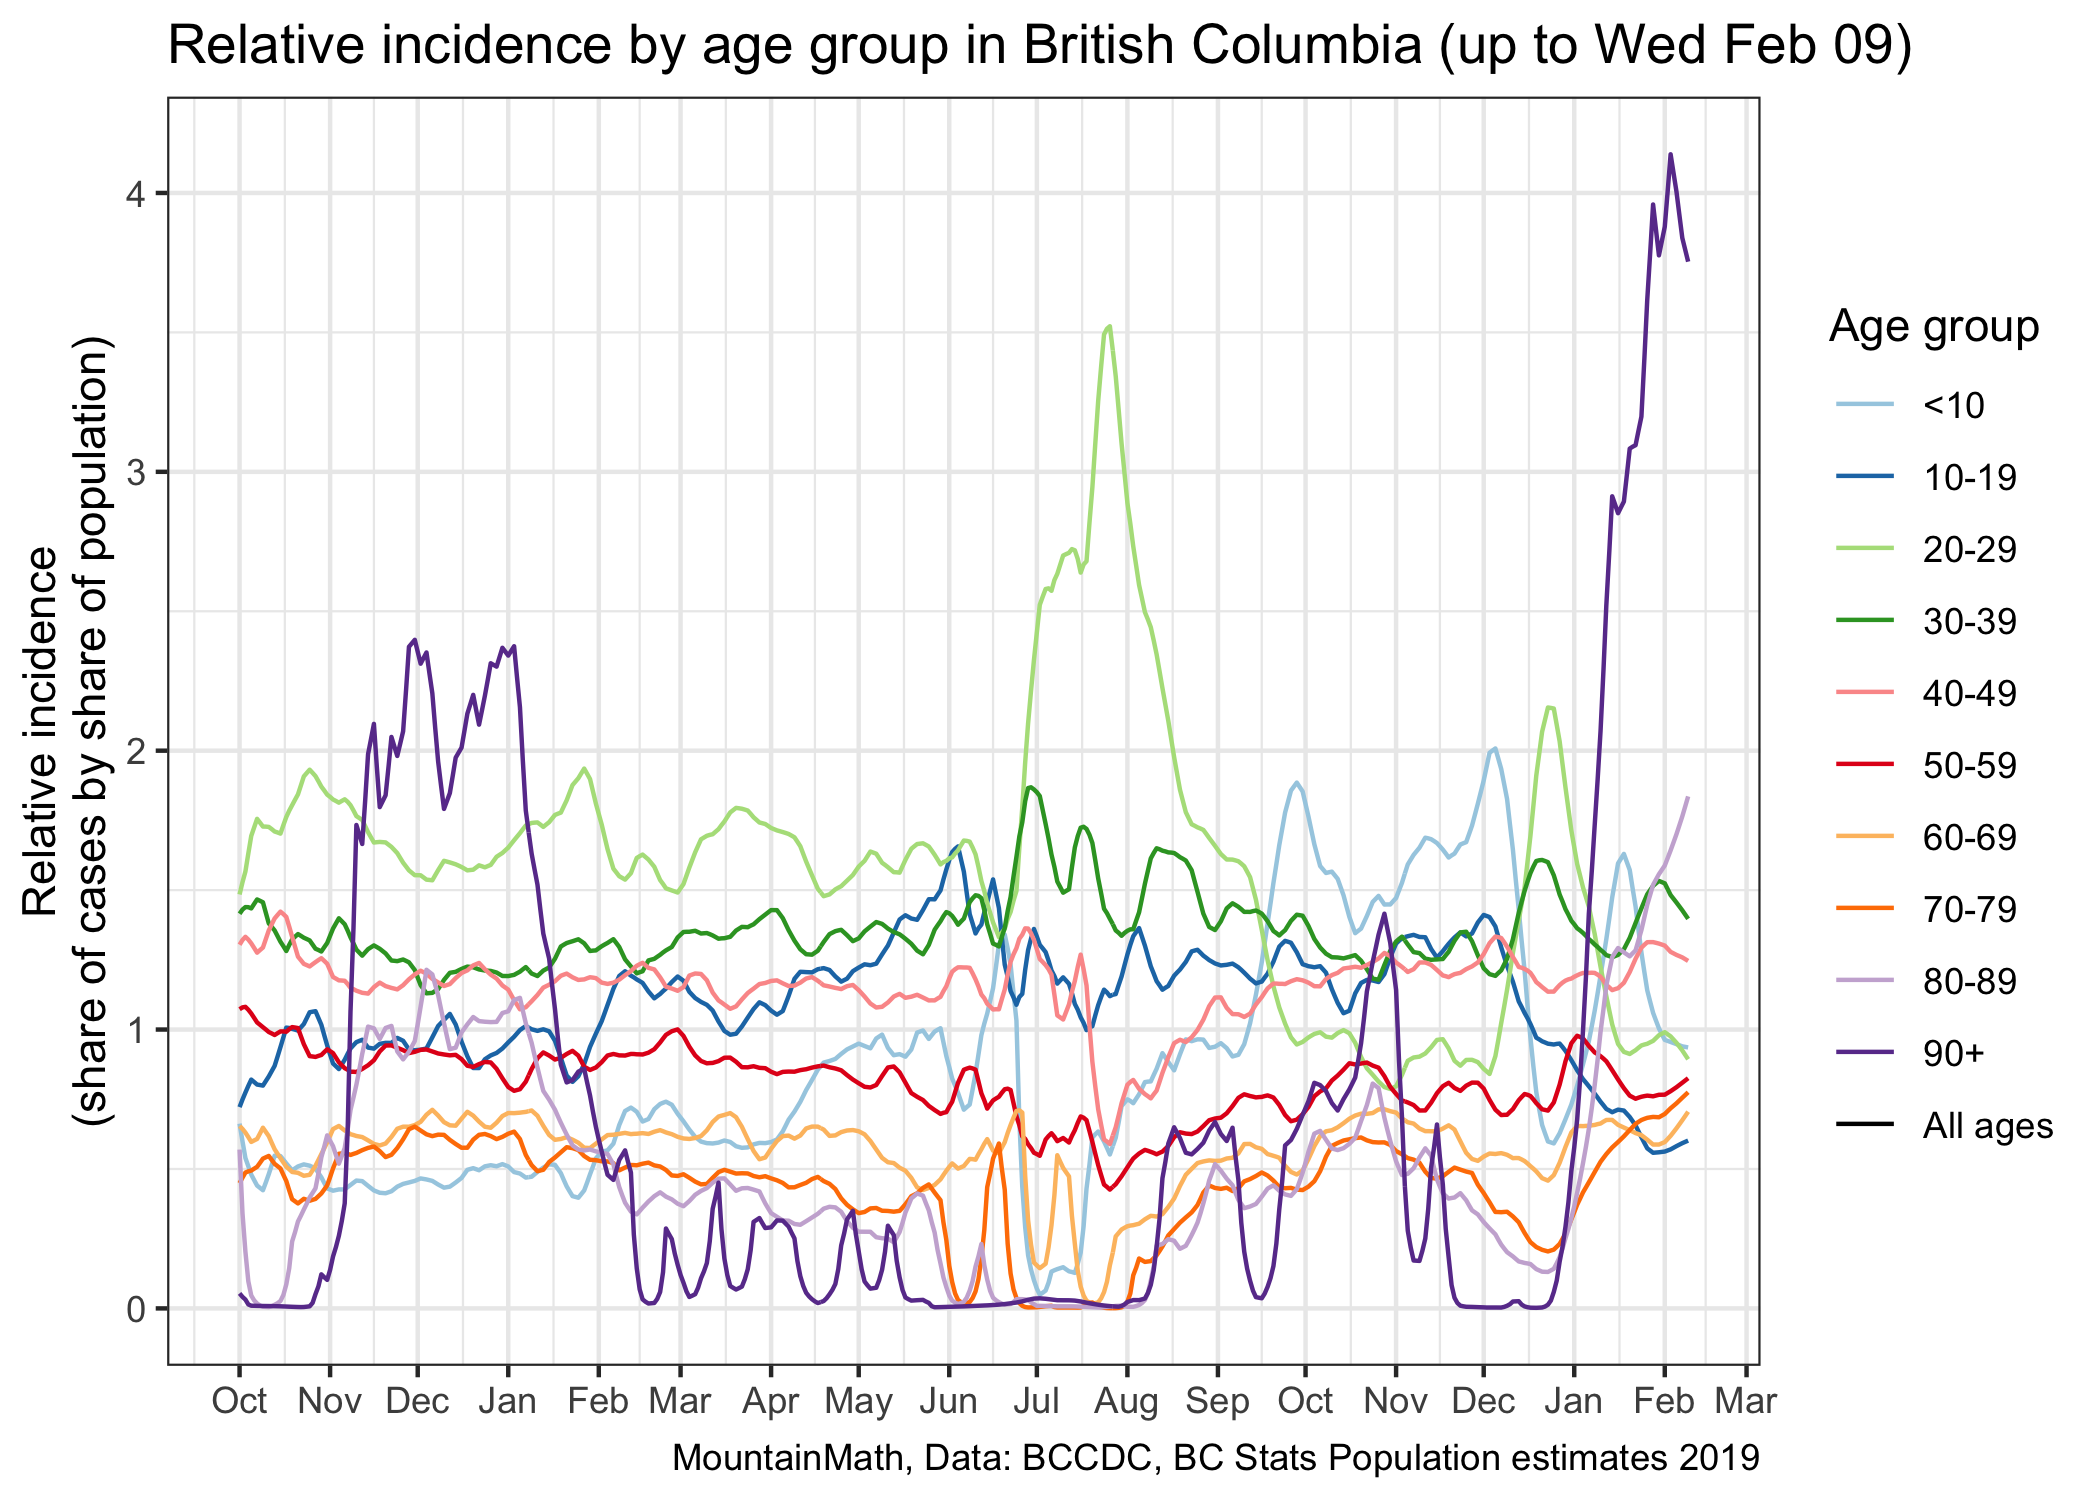 Relative incidence by age group in British Columbia (up to Wed Feb 09)
Relative incidence
(share of cases by share of population)
4
3
2
1
0
Oct Nov Dec Jan Feb Mar Apr May Jun Jul Aug Sep Oct Nov Dec Jan Feb Mar
Age group
<10
10-19
20-29
30-39
40-49
50-59
60-69
70-79
80-89
90+
All ages
MountainMath, Data: BCCDC, BC Stats Population estimates 2019